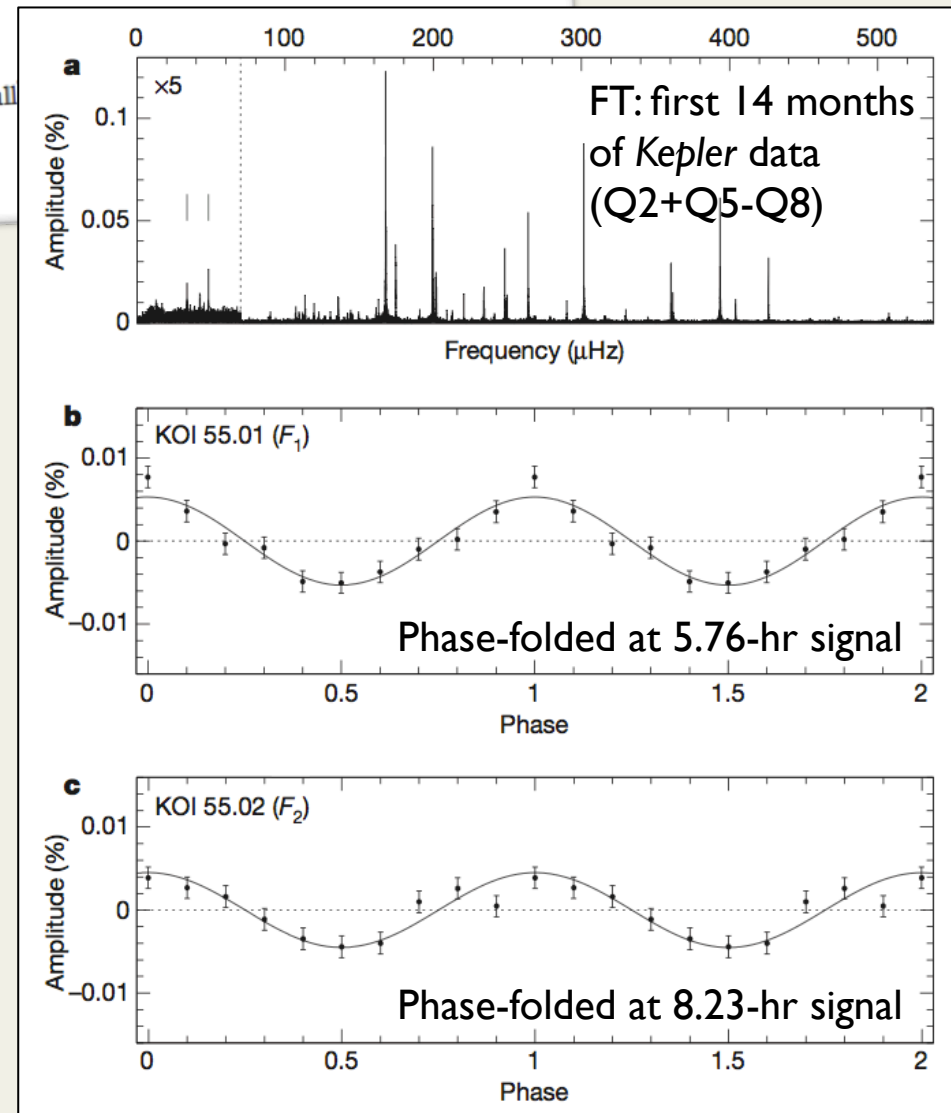 all
0 100 200 300 400 500
a
×5
FT: first 14 months
of Kepler data
(Q2+Q5-Q8)
0.1
0.05
0
Amplitude (%)
Frequency (μHz)
b
KOI 55.01 (F1)
0.01
0
−0.01
Amplitude (%)
Phase-folded at 5.76-hr signal
0 0.5 1 1.5 2
Phase
c
KOI 55.02 (F2)
0.01
0
−0.01
Amplitude (%)
Phase-folded at 8.23-hr signal
0 0.5 1 1.5 2
Phase